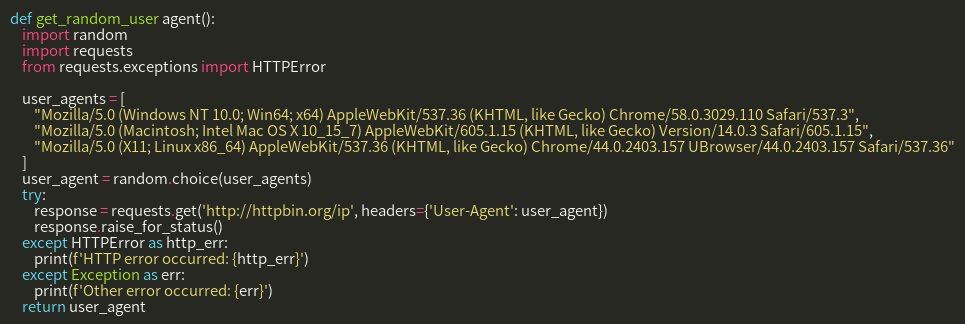 def get_random_user agent():
    import random
    import requests
    from requests.exceptions import HTTPError

    user_agents = [
        "Mozilla/5.0 (Windows NT 10.0; Win64; x64) AppleWebKit/537.36 (KHTML, like Gecko) Chrome/58.0.3029.110 Safari/537.3",
        "Mozilla/5.0 (Macintosh; Intel Mac OS X 10_15_7) AppleWebKit/605.1.15 (KHTML, like Gecko) Version/14.0.3 Safari/605.1.15",
        "Mozilla/5.0 (X11; Linux x86_64) AppleWebKit/537.36 (KHTML, like Gecko) Chrome/44.0.2403.157 UBrowser/44.0.2403.157 Safari/537.36"
    ]
    user_agent = random.choice(user_agents)
    try:
        response = requests.get('http://httpbin.org/ip', headers={'User-Agent': user_agent})
        response.raise_for_status()
    except HTTPError as http_err:
        print(f'HTTP error occurred: {http_err}')
    except Exception as err:
        print(f'Other error occurred: {err}')
    return user_agent